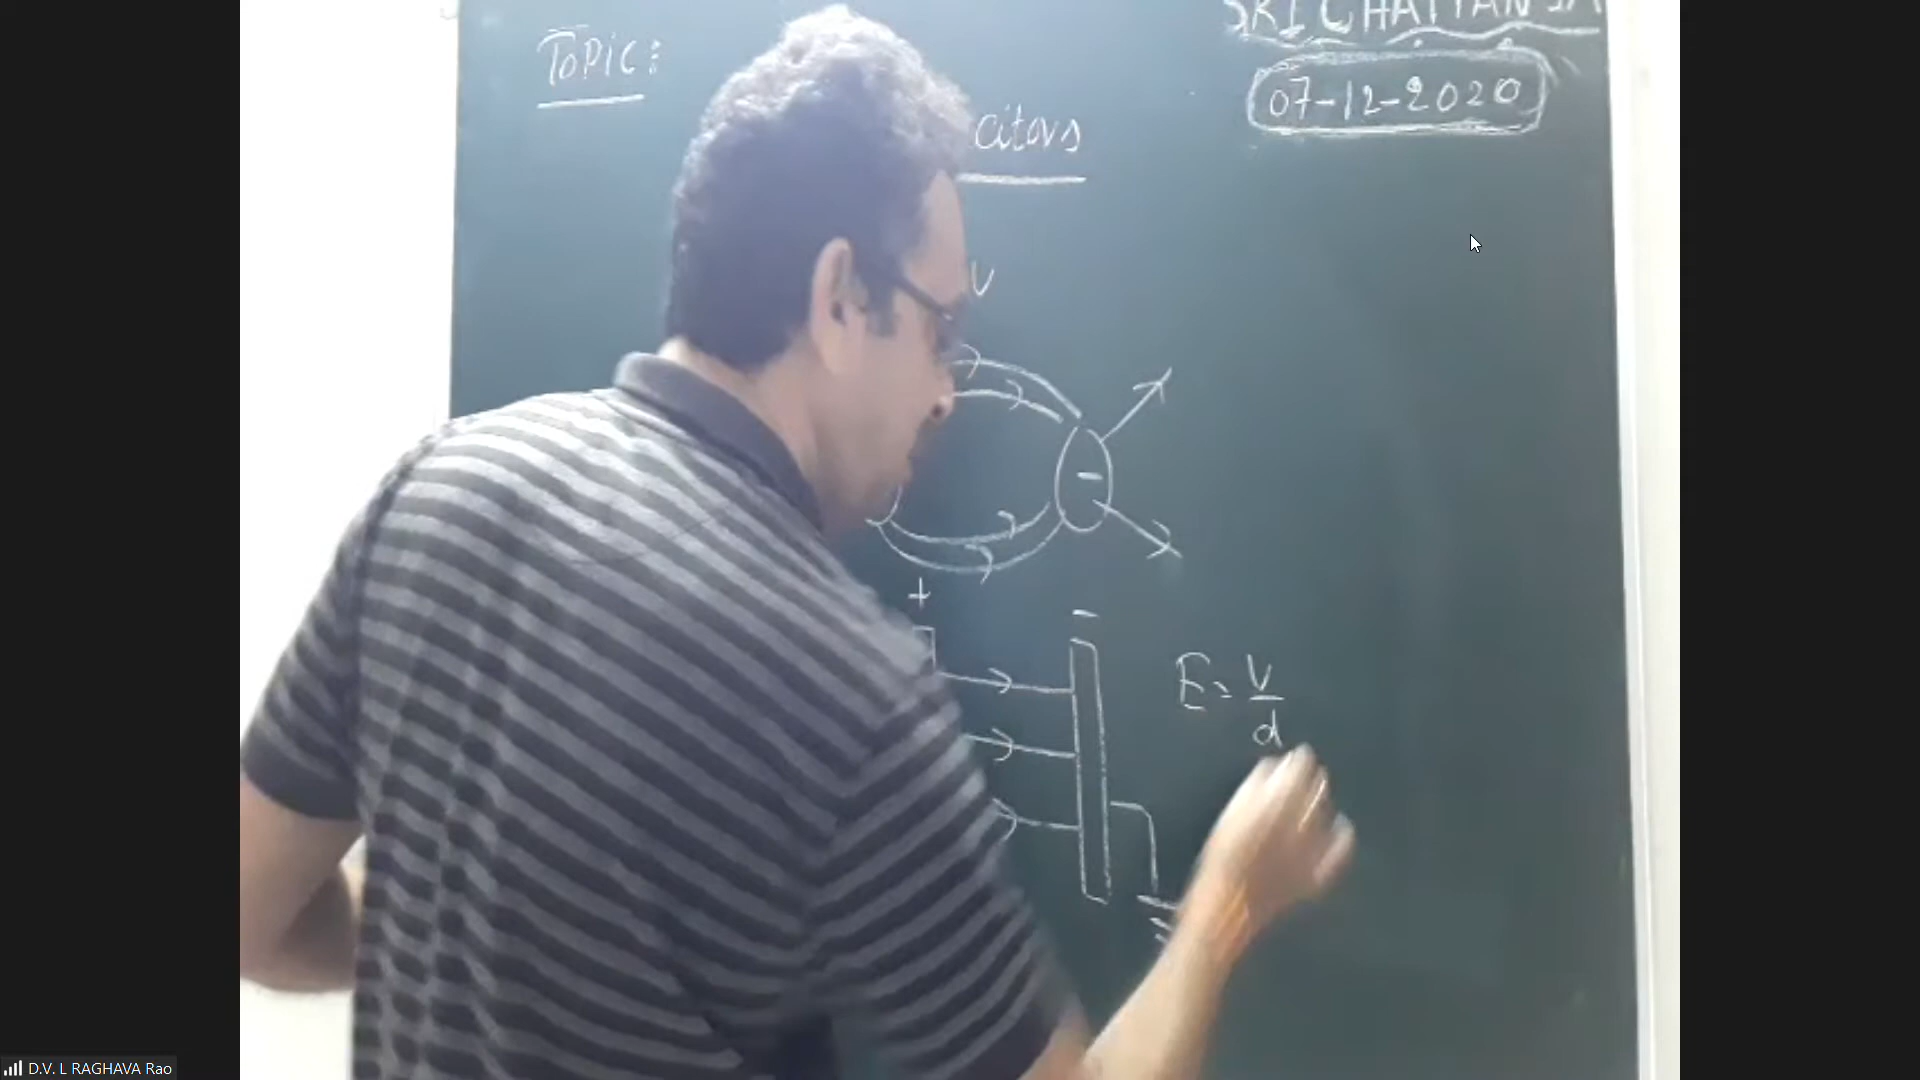 TOPIC:
SRI CHAITANYA
07-12-2020
citors
V
-
+
-
E = V
d
D.V. L RAGHAVA Rao